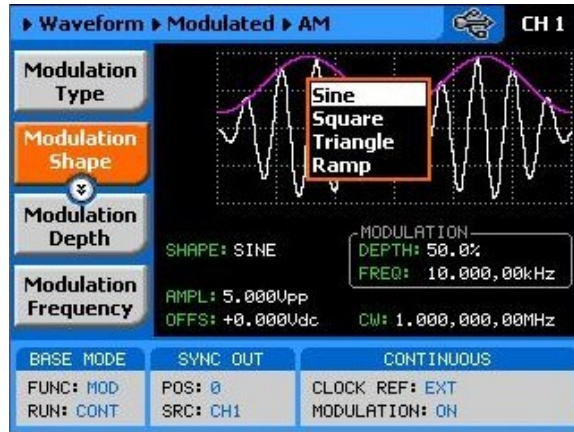 ▸ Waveform ▸ Modulated ▸ AM
CH 1
Modulation
Type
Modulation
Shape
Modulation
Depth
Modulation
Frequency
Sine
Square
Triangle
Ramp
SHAPE: SINE
MODULATION
DEPTH: 50.0%
FREQ: 10.000,00kHz
AMPL: 5.000Vpp
OFFS: +0.000Vdc
CW: 1.000,000,00MHz
BASE MODE
FUNC: MOD
RUN: CONT
SYNC OUT
POS: 0
SRC: CH1
CONTINUOUS
CLOCK REF: EXT
MODULATION: ON